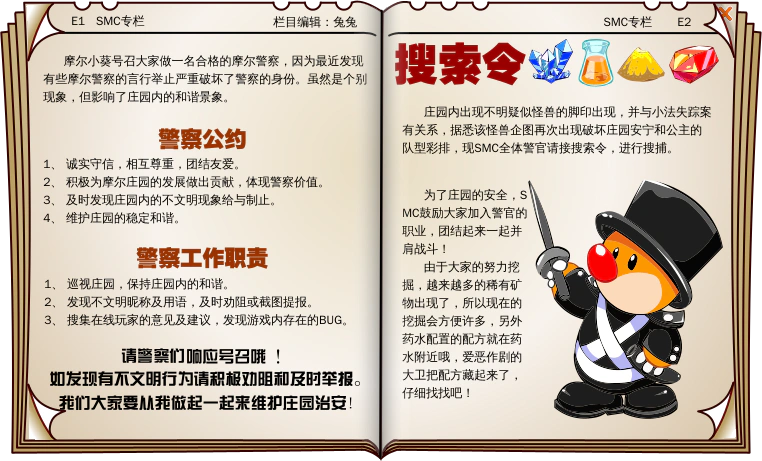 E1 SMC专栏
栏目编辑：兔兔
摩尔小葵号召大家做一名合格的摩尔警察，因为最近发现
有些摩尔警察的言行举止严重破坏了警察的身份。虽然是个别
现象，但影响了庄园内的和谐景象。
警察公约
1、 诚实守信，相互尊重，团结友爱。
2、 积极为摩尔庄园的发展做出贡献，体现警察价值。
3、 及时发现庄园内的不文明现象给与制止。
4、 维护庄园的稳定和谐。
警察工作职责
1、 巡视庄园，保持庄园内的和谐。
2、 发现不文明昵称及用语，及时劝阻或截图提报。
3、 搜集在线玩家的意见及建议，发现游戏内存在的BUG。
请警察们响应号召哦 ！
如发现有不文明行为请积极劝阻和及时举报。
我们大家要从我做起一起来维护庄园治安!
SMC专栏 E2
搜索令
庄园内出现不明疑似怪兽的脚印出现，并与小法失踪案
有关系，据悉该怪兽企图再次出现破坏庄园安宁和公主的
队型彩排，现SMC全体警官请接搜索令，进行搜捕。
为了庄园的安全，S
MC鼓励大家加入警官的
职业，团结起来一起并
肩战斗！
由于大家的努力挖
掘，越来越多的稀有矿
物出现了，所以现在的
挖掘会方便许多，另外
药水配置的配方就在药
水附近哦，爱恶作剧的
大卫把配方藏起来了，
仔细找找吧！